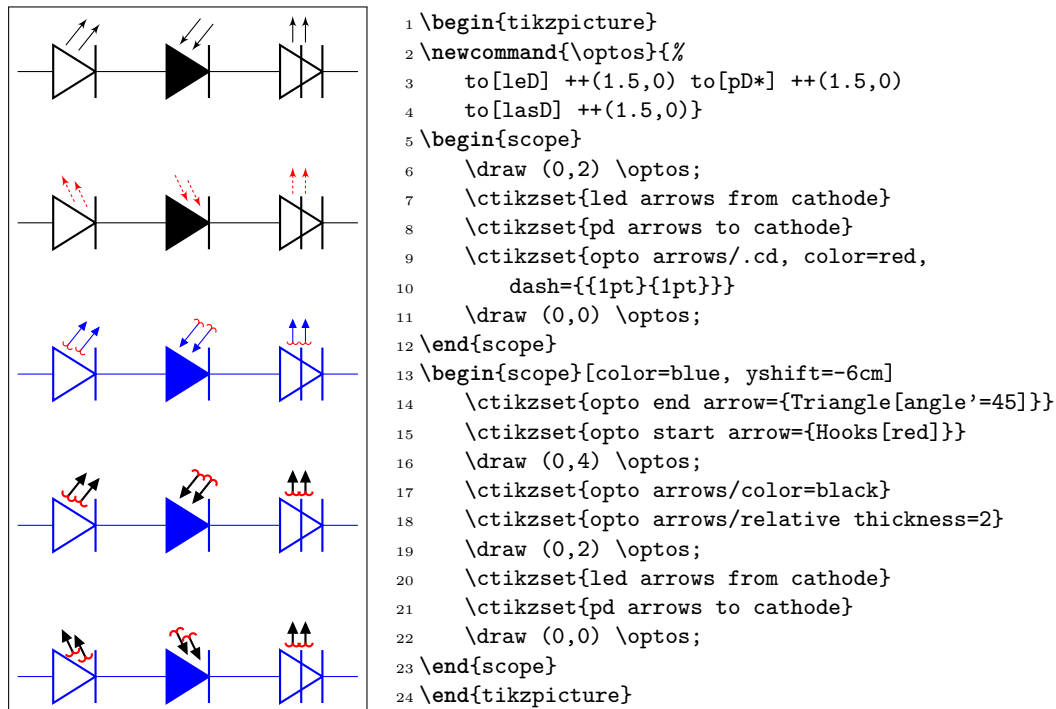 1 \begin{tikzpicture}
2 \newcommand{\optos}{%
3     to[leD] ++(1.5,0) to[pD*] ++(1.5,0)
4     to[lasD] ++(1.5,0)}
5 \begin{scope}
6     \draw (0,2) \optos;
7     \ctikzset{led arrows from cathode}
8     \ctikzset{pd arrows to cathode}
9     \ctikzset{opto arrows/.cd, color=red,
10         dash={{1pt}{1pt}}}
11     \draw (0,0) \optos;
12 \end{scope}
13 \begin{scope}[color=blue, yshift=-6cm]
14     \ctikzset{opto end arrow={Triangle[angle’=45]}}
15     \ctikzset{opto start arrow={Hooks[red]}}
16     \draw (0,4) \optos;
17     \ctikzset{opto arrows/color=black}
18     \ctikzset{opto arrows/relative thickness=2}
19     \draw (0,2) \optos;
20     \ctikzset{led arrows from cathode}
21     \ctikzset{pd arrows to cathode}
22     \draw (0,0) \optos;
23 \end{scope}
24 \end{tikzpicture}